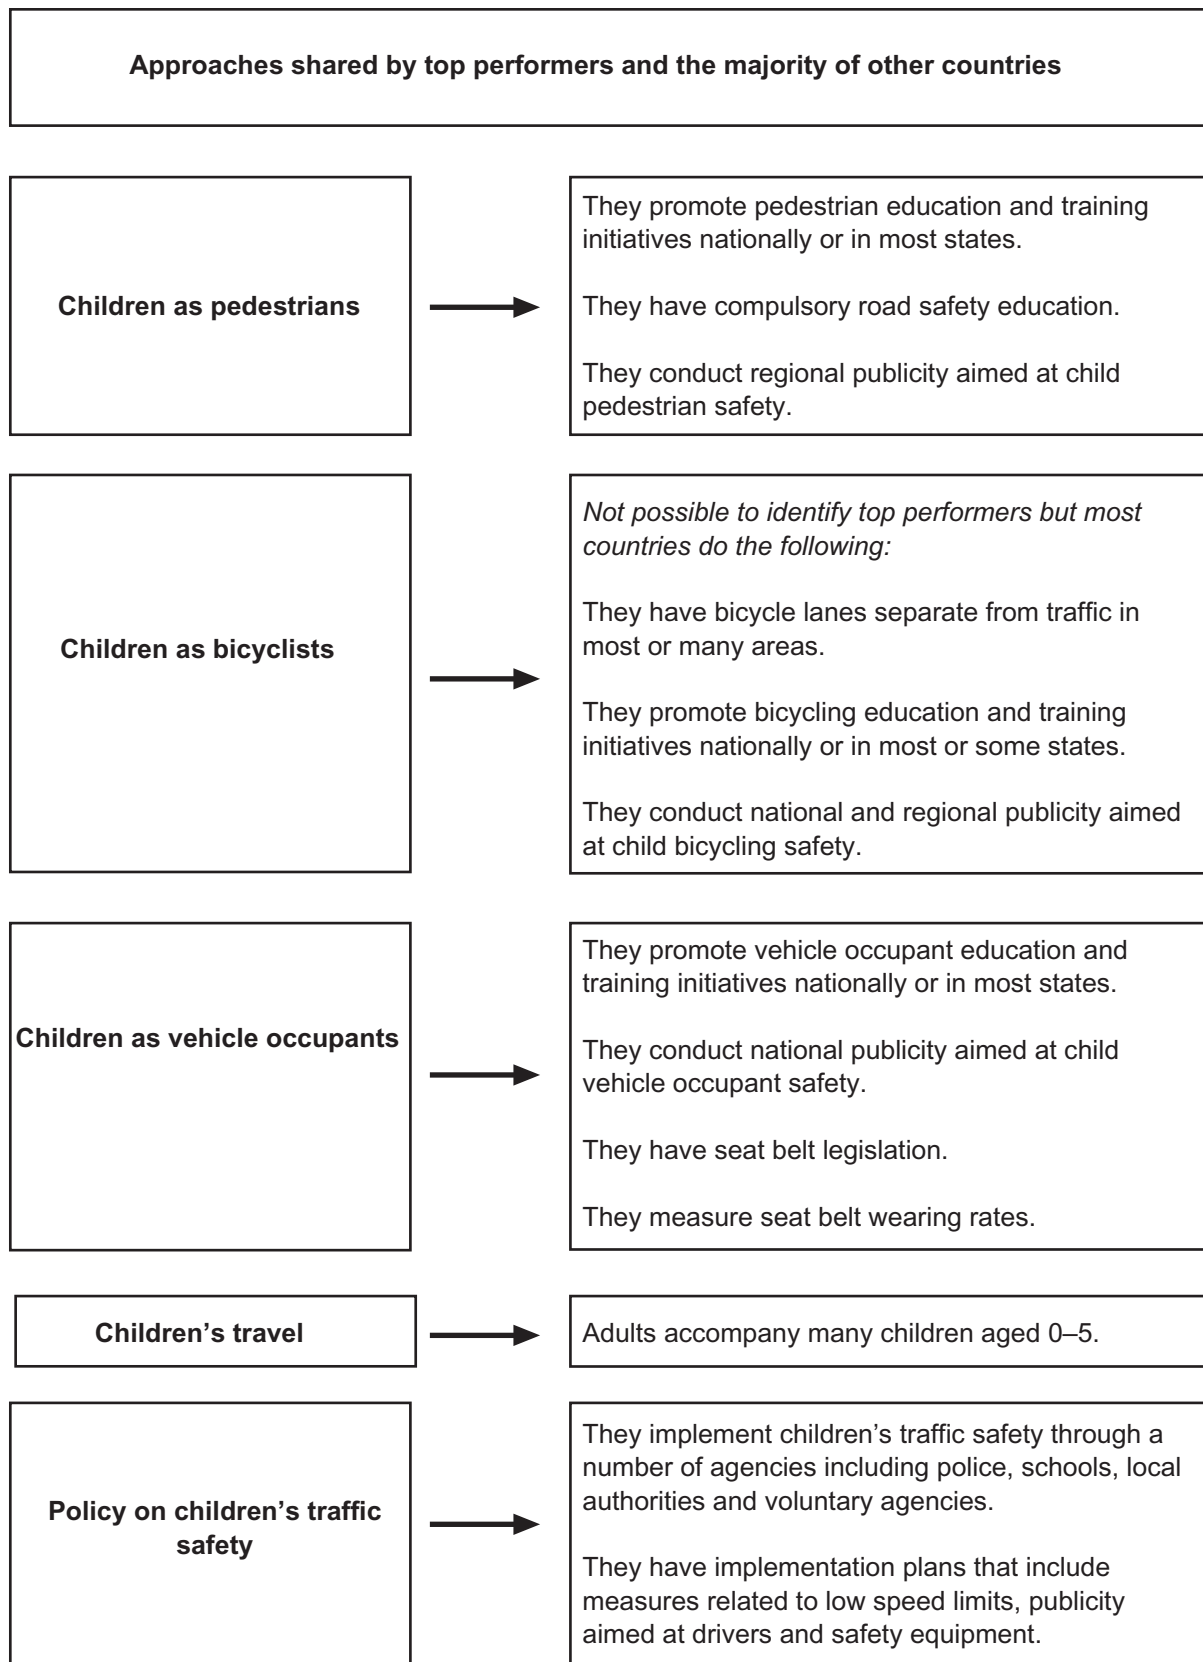 Approaches shared by top performers and the majority of other countries
Children as pedestrians
They promote pedestrian education and training
initiatives nationally or in most states.
They have compulsory road safety education.
They conduct regional publicity aimed at child
pedestrian safety.
Children as bicyclists
Not possible to identify top performers but most
countries do the following:
They have bicycle lanes separate from traffic in
most or many areas.
They promote bicycling education and training
initiatives nationally or in most or some states.
They conduct national and regional publicity aimed
at child bicycling safety.
Children as vehicle occupants
They promote vehicle occupant education and
training initiatives nationally or in most states.
They conduct national publicity aimed at child
vehicle occupant safety.
They have seat belt legislation.
They measure seat belt wearing rates.
Children’s travel
Adults accompany many children aged 0–5.
Policy on children’s traffic
safety
They implement children’s traffic safety through a
number of agencies including police, schools, local
authorities and voluntary agencies.
They have implementation plans that include
measures related to low speed limits, publicity
aimed at drivers and safety equipment.